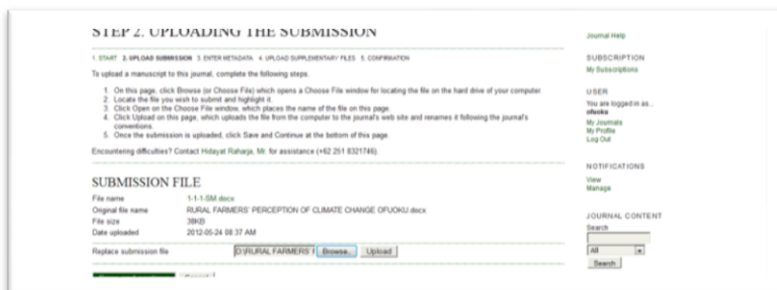 STEP 2. UPLOADING THE SUBMISSION
1. START 2. UPLOAD SUBMISSION 3. ENTER METADATA 4. UPLOAD SUPPLEMENTARY FILES 5. CONFIRMATION
To upload a manuscript to this journal, complete the following steps.
1. On this page, click Browse (or Choose File) which opens a Choose File window for locating the file on the hard drive of your computer.
2. Locate the file you wish to submit and highlight it.
3. Click Open on the Choose File window, which places the name of the file on this page.
4. Click Upload on this page, which uploads the file from the computer to the journal's web site and renames it following the journal's
conventions.
5. Once the submission is uploaded, click Save and Continue at the bottom of this page.
Encountering difficulties? Contact Hidayat Raharja, Mr. for assistance (+62 251 8321746).
SUBMISSION FILE
File name 1-1-1-SM.docx
Original file name RURAL FARMERS' PERCEPTION OF CLIMATE CHANGE OFUOKU.docx
File size 38KB
Date uploaded 2012-05-24 08:37 AM
Replace submission file D:\RURAL FARMERS' F Browse.. Upload
Journal Help
SUBSCRIPTION
My Subscriptions
USER
You are logged in as...
ofuoku
My Journals
My Profile
Log Out
NOTIFICATIONS
View
Manage
JOURNAL CONTENT
Search
All
Search